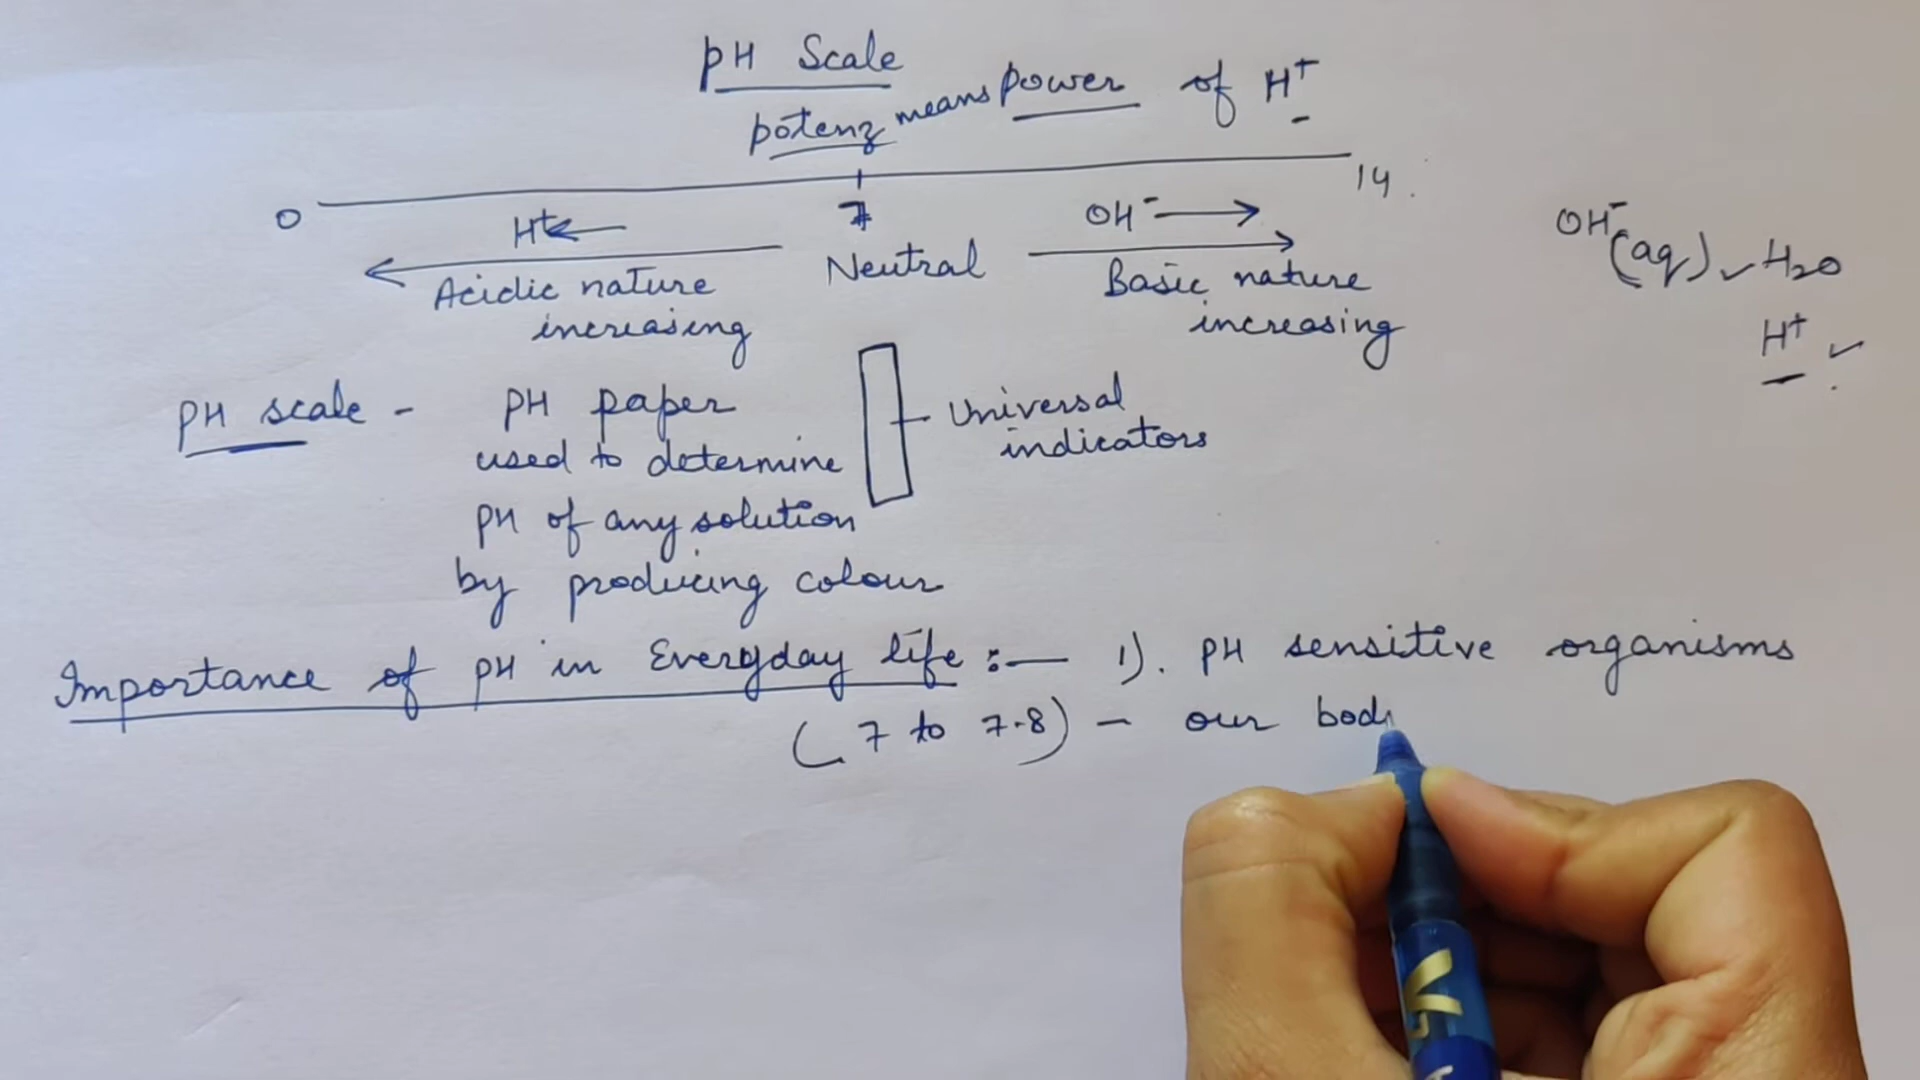 pH Scale
potenz means power of H⁺
0 7 14
H⁺ OH⁻
Acidic nature increasing
Neutral
Basic nature increasing
OH⁻(aq) H₂O
H⁺
PH scale - PH paper
used to determine
PH of any solution
by producing colour
Universal
indicators
Importance of PH in Everyday life :— 1). PH sensitive organisms
(7 to 7.8) — our body
V7